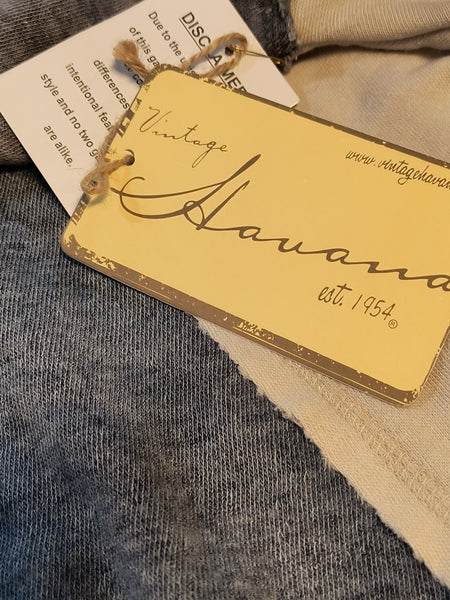 DISCLAIMER
Due to the
of this ga
differences
intentional fea
style and no two g
are alike.
Vintage
www.vintagehavan
Havana
est. 1954®